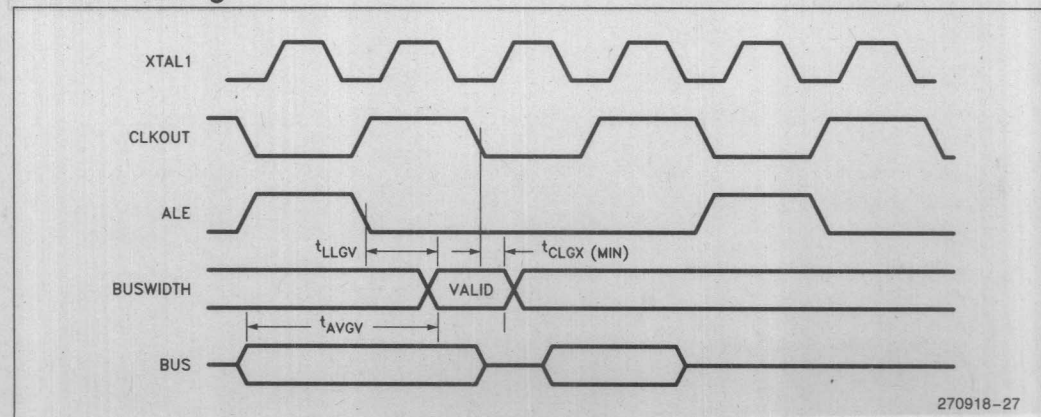 XTAL1
CLKOUT
ALE
tLLGV
tCLGX (MIN)
BUSWIDTH
VALID
tAVGV
BUS
270918-27